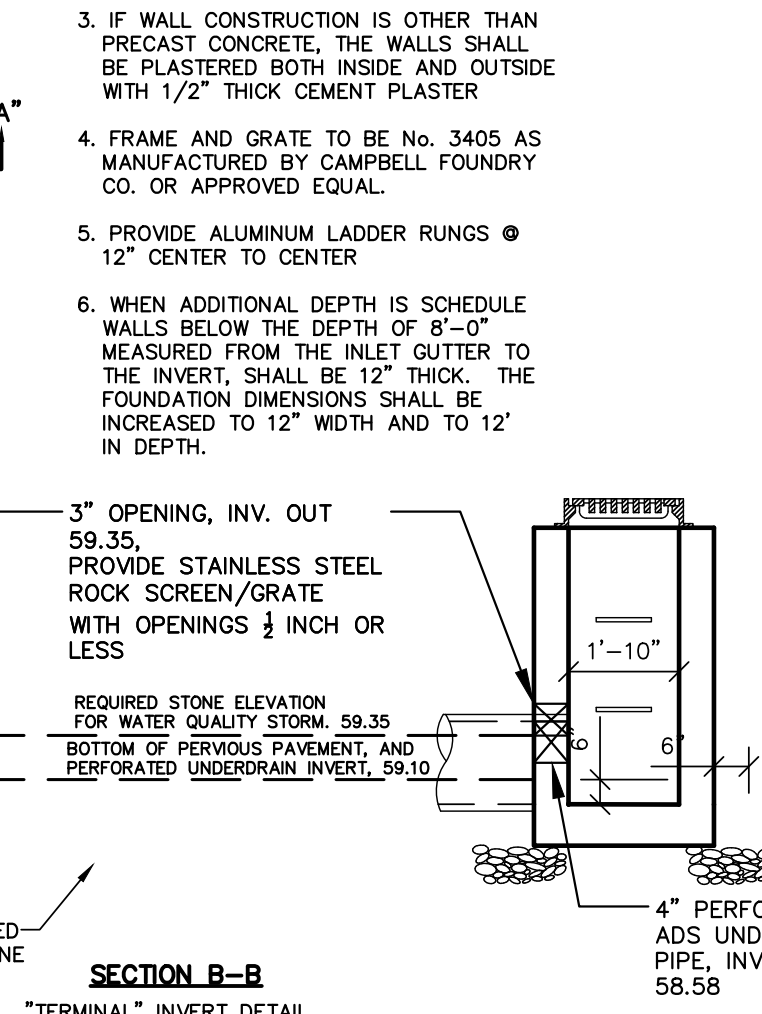 3. IF WALL CONSTRUCTION IS OTHER THAN
PRECAST CONCRETE, THE WALLS SHALL
BE PLASTERED BOTH INSIDE AND OUTSIDE
WITH 1/2" THICK CEMENT PLASTER
A"
4. FRAME AND GRATE TO BE No. 3405 AS
MANUFACTURED BY CAMPBELL FOUNDRY
CO. OR APPROVED EQUAL.
5. PROVIDE ALUMINUM LADDER RUNGS @
12" CENTER TO CENTER
6. WHEN ADDITIONAL DEPTH IS SCHEDULE
WALLS BELOW THE DEPTH OF 8'-0"
MEASURED FROM THE INLET GUTTER TO
THE INVERT, SHALL BE 12" THICK. THE
FOUNDATION DIMENSIONS SHALL BE
INCREASED TO 12" WIDTH AND TO 12'
IN DEPTH.
3" OPENING, INV. OUT
59.35,
PROVIDE STAINLESS STEEL
ROCK SCREEN/GRATE
WITH OPENINGS 1/2 INCH OR
LESS
1'-10"
REQUIRED STONE ELEVATION
FOR WATER QUALITY STORM. 59.35
BOTTOM OF PERVIOUS PAVEMENT, AND
PERFORATED UNDERDRAIN INVERT, 59.10
6"
6"
4" PERFO
ADS UND
PIPE, INV
58.58
ED
NE
SECTION B-B
"TERMINAL" INVERT DETAIL